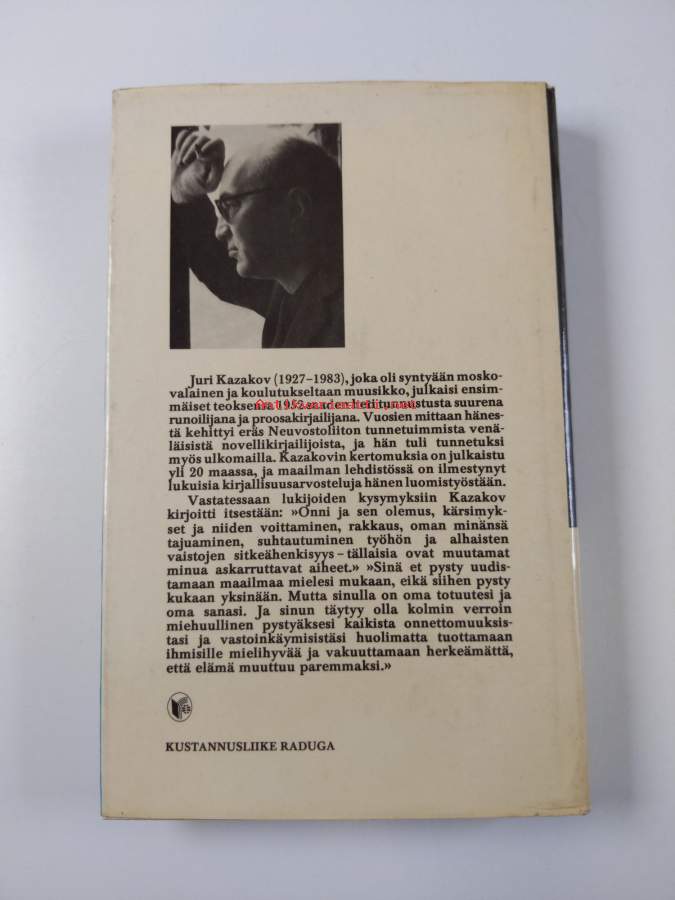 Juri Kazakov (1927–1983), joka oli syntyään mosko-
valainen ja koulutukseltaan muusikko, julkaisi ensim-
mäiset teoksensa 1952 tunnustusta suurena
runoilijana ja proosakirjailijana. Vuosien mittaan hänes-
tä kehittyi eräs Neuvostoliiton tunnetuimmista venä-
läisistä novellikirjailijoista, ja hän tuli tunnetuksi
myös ulkomailla. Kazakovin kertomuksia on julkaistu
yli 20 maassa, ja maailman lehdistössä on ilmestynyt
lukuisia kirjallisuusarvosteluja hänen luomistyöstään.
Vastatessaan lukijoiden kysymyksiin Kazakov
kirjoitti itsestään: »Onni ja sen olemus, kärsimyk-
set ja niiden voittaminen, rakkaus, oman minänsä
tajuaminen, suhtautuminen työhön ja alhaisten
vaistojen sitkeähenkisyys – tällaisia ovat muutamat
minua askarruttavat aiheet.» »Sinä et pysty uudis-
tamaan maailmaa mielesi mukaan, eikä siihen pysty
kukaan yksinään. Mutta sinulla on oma totuutesi ja
oma sanasi. Ja sinun täytyy olla kolmin verroin
miehuullinen pystyäksesi kaikista onnettomuuksis-
tasi ja vastoinkäymisistäsi huolimatta tuottamaan
ihmisille mielihyvää ja vakuuttamaan herkeämättä,
että elämä muuttuu paremmaksi.»
KUSTANNUSLIIKE RADUGA